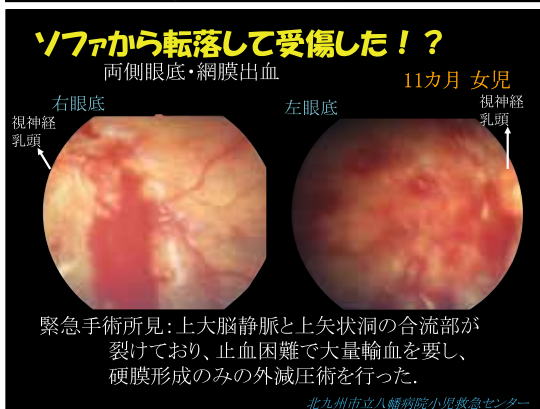 ソファから転落して受傷した！？
両側眼底・網膜出血
11カ月 女児
右眼底
左眼底
視神経
乳頭
視神経
乳頭
緊急手術所見：上大脳静脈と上矢状洞の合流部が
裂けており、止血困難で大量輸血を要し、
硬膜形成のみの外減圧術を行った.
北九州市立八幡病院小児救急センター